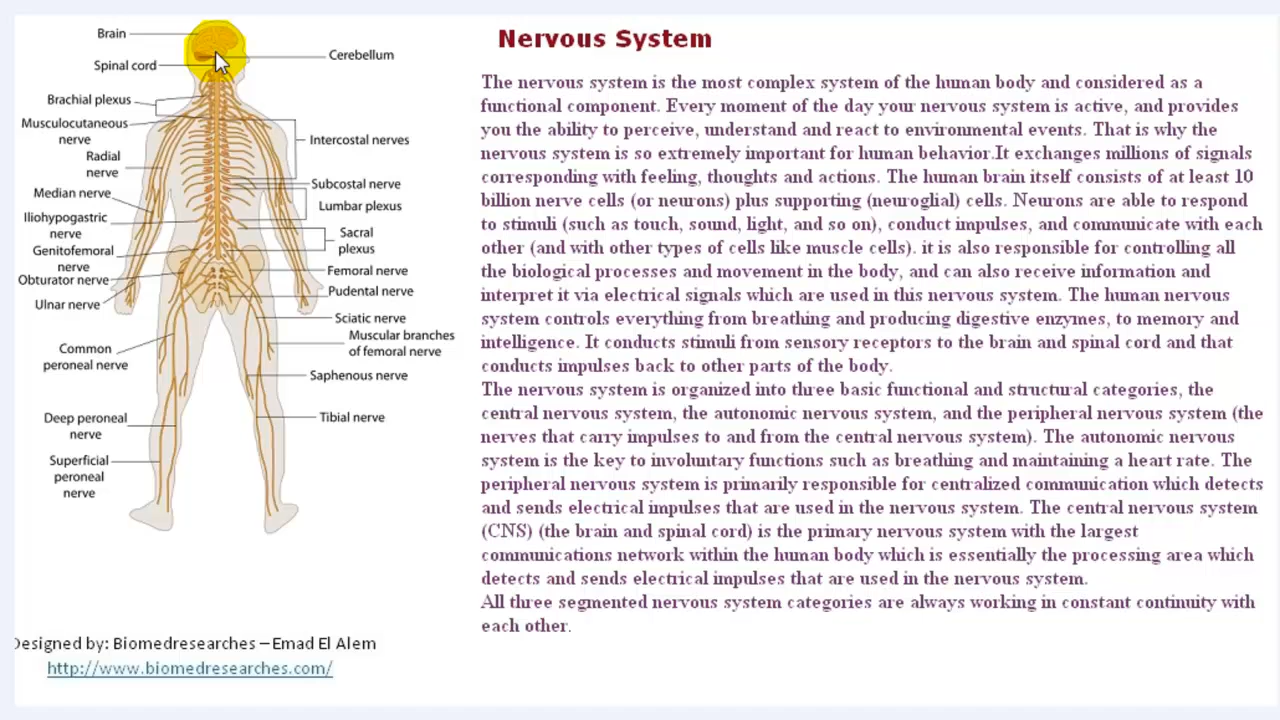 Brain
Cerebellum
Spinal cord
Brachial plexus
Musculocutaneous
nerve
Intercostal nerves
Radial
nerve
Subcostal nerve
Median nerve
Lumbar plexus
Iliohypogastric
nerve
Sacral
plexus
Genitofemoral
nerve
Femoral nerve
Obturator nerve
Pudental nerve
Ulnar nerve
Sciatic nerve
Muscular branches
of femoral nerve
Common
peroneal nerve
Saphenous nerve
Deep peroneal
nerve
Tibial nerve
Superficial
peroneal
nerve
Designed by: Biomedresearches – Emad El Alem
http://www.biomedresearches.com/
Nervous System
The nervous system is the most complex system of the human body and considered as a
functional component. Every moment of the day your nervous system is active, and provides
you the ability to perceive, understand and react to environmental events. That is why the
nervous system is so extremely important for human behavior.It exchanges millions of signals
corresponding with feeling, thoughts and actions. The human brain itself consists of at least 10
billion nerve cells (or neurons) plus supporting (neuroglial) cells. Neurons are able to respond
to stimuli (such as touch, sound, light, and so on), conduct impulses, and communicate with each
other (and with other types of cells like muscle cells). it is also responsible for controlling all
the biological processes and movement in the body, and can also receive information and
interpret it via electrical signals which are used in this nervous system. The human nervous
system controls everything from breathing and producing digestive enzymes, to memory and
intelligence. It conducts stimuli from sensory receptors to the brain and spinal cord and that
conducts impulses back to other parts of the body.
The nervous system is organized into three basic functional and structural categories, the
central nervous system, the autonomic nervous system, and the peripheral nervous system (the
nerves that carry impulses to and from the central nervous system). The autonomic nervous
system is the key to involuntary functions such as breathing and maintaining a heart rate. The
peripheral nervous system is primarily responsible for centralized communication which detects
and sends electrical impulses that are used in the nervous system. The central nervous system
(CNS) (the brain and spinal cord) is the primary nervous system with the largest
communications network within the human body which is essentially the processing area which
detects and sends electrical impulses that are used in the nervous system.
All three segmented nervous system categories are always working in constant continuity with
each other.